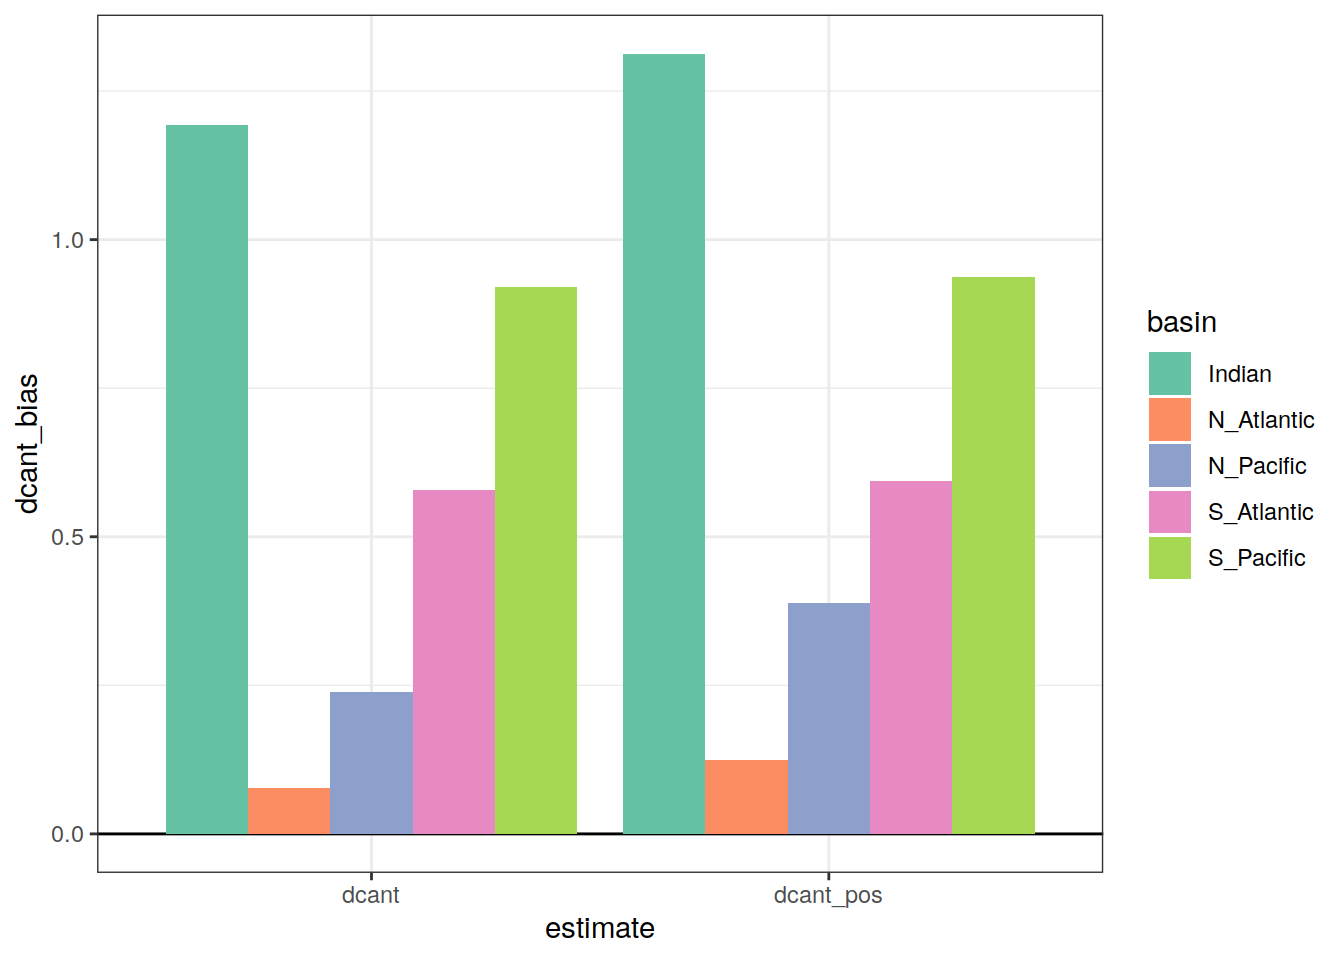 dcant_bias
1.0
0.5
0.0
dcant
dcant_pos
estimate
basin
Indian
N_Atlantic
N_Pacific
S_Atlantic
S_Pacific